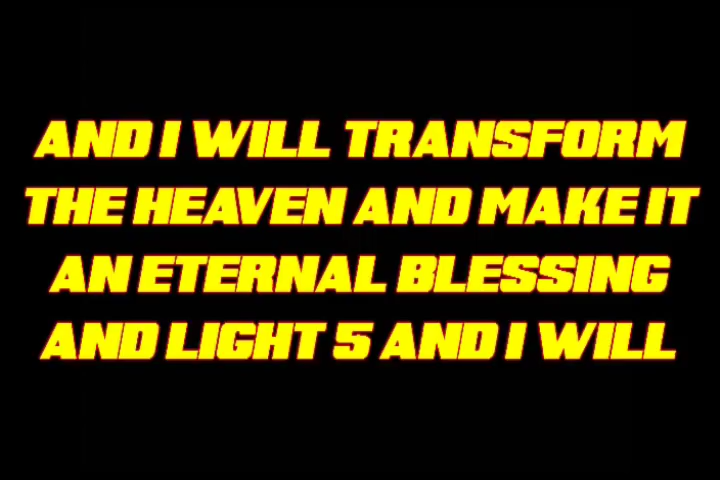 AND I WILL TRANSFORM
THE HEAVEN AND MAKE IT
AN ETERNAL BLESSING
AND LIGHT 5 AND I WILL